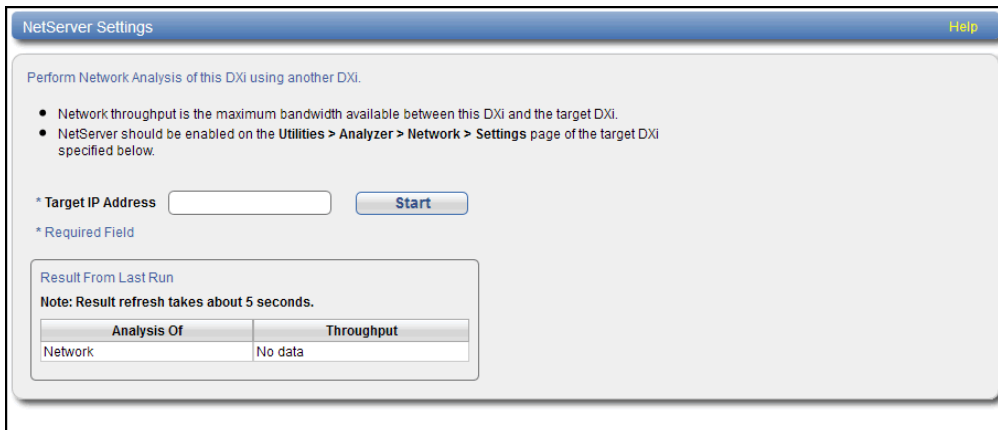 NetServer Settings
Help
Perform Network Analysis of this DXi using another DXi.
• Network throughput is the maximum bandwidth available between this DXi and the target DXi.
• NetServer should be enabled on the Utilities > Analyzer > Network > Settings page of the target DXi
specified below.
* Target IP Address
Start
* Required Field
Result From Last Run
Note: Result refresh takes about 5 seconds.
Analysis Of Throughput
Network No data